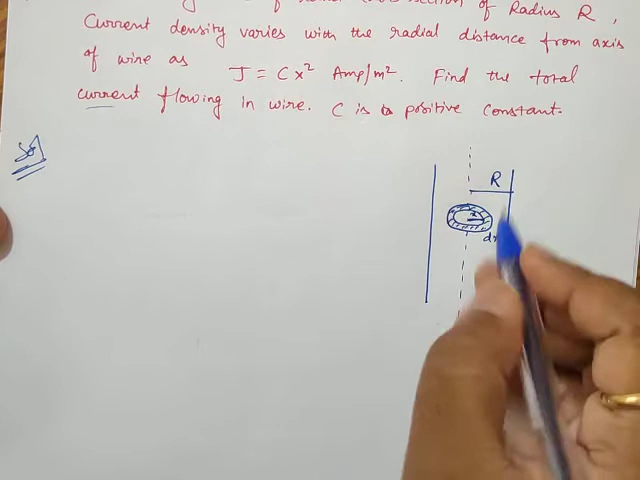 of Radius R,
Current density varies with the radial distance from axis
of wire as J = Cx² Amp/m². Find the total
current flowing in wire. C is positive constant.
Sol
R
x